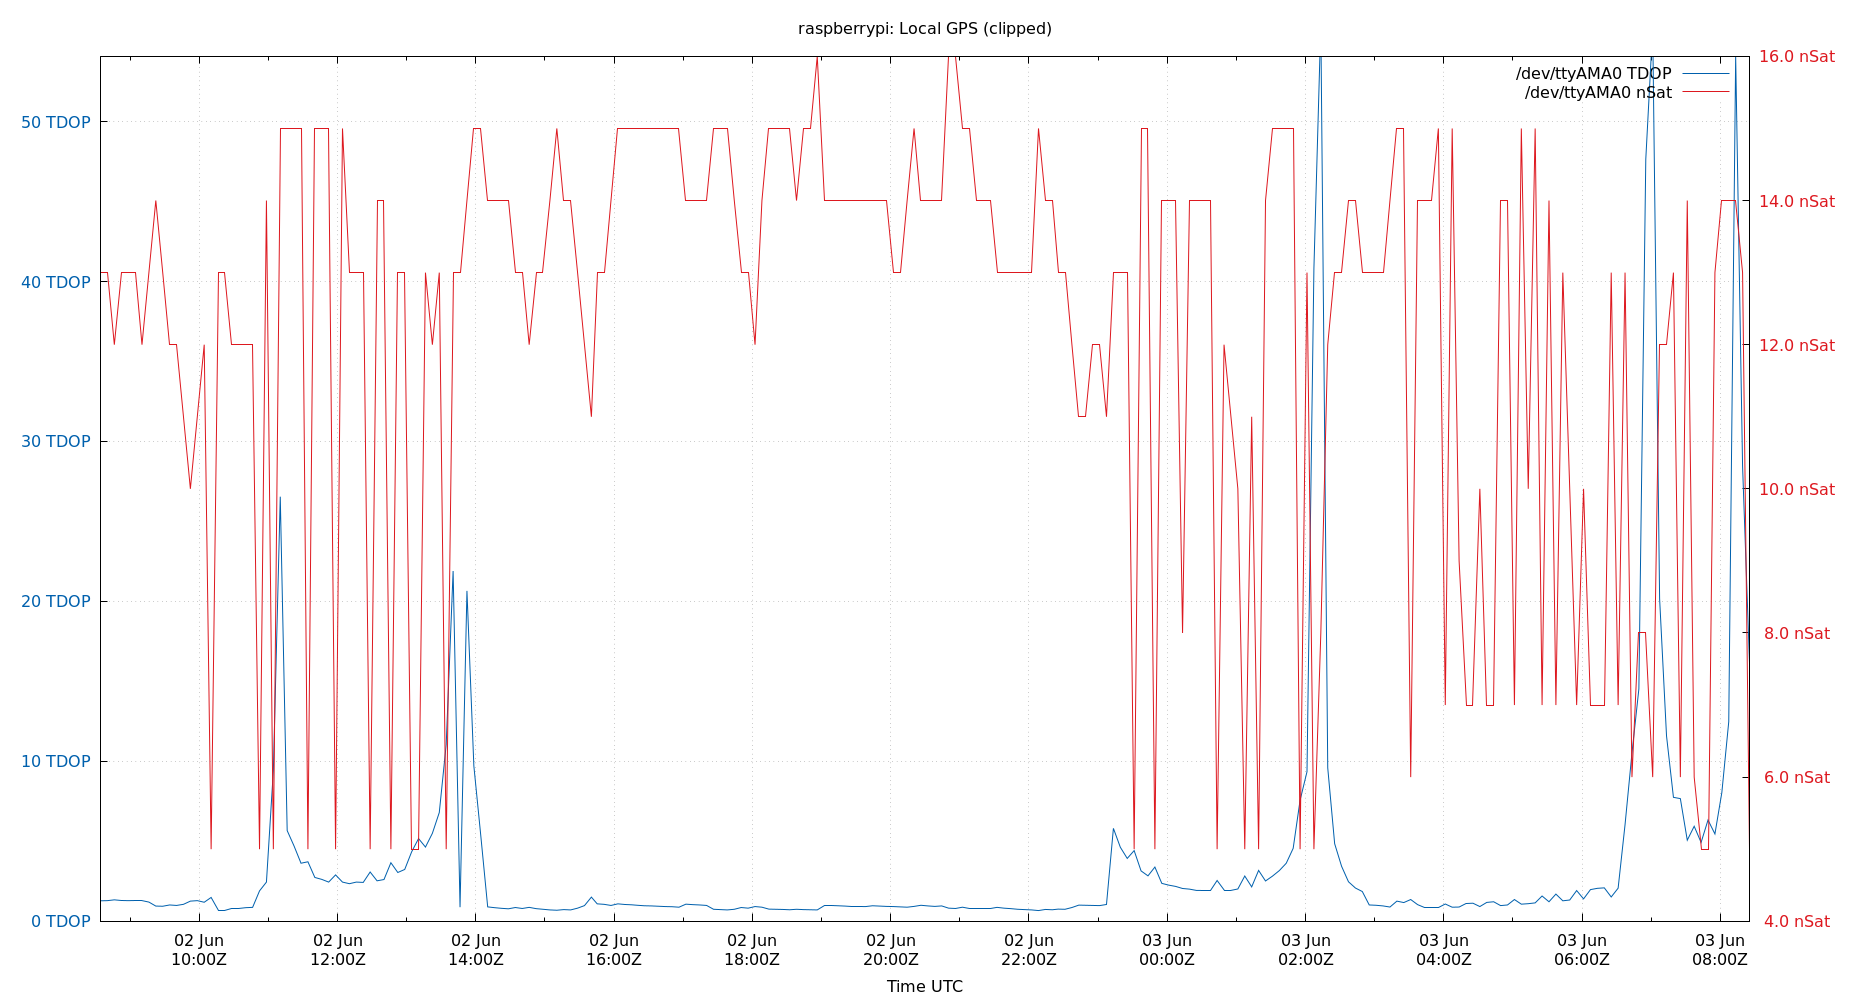 raspberrypi: Local GPS (clipped)
/dev/ttyAMA0 TDOP
/dev/ttyAMA0 nSat
50 TDOP
40 TDOP
30 TDOP
20 TDOP
10 TDOP
0 TDOP
16.0 nSat
14.0 nSat
12.0 nSat
10.0 nSat
8.0 nSat
6.0 nSat
4.0 nSat
02 Jun 02 Jun 02 Jun 02 Jun 02 Jun 02 Jun 02 Jun 03 Jun 03 Jun 03 Jun 03 Jun 03 Jun
10:00Z 12:00Z 14:00Z 16:00Z 18:00Z 20:00Z 22:00Z 00:00Z 02:00Z 04:00Z 06:00Z 08:00Z
Time UTC